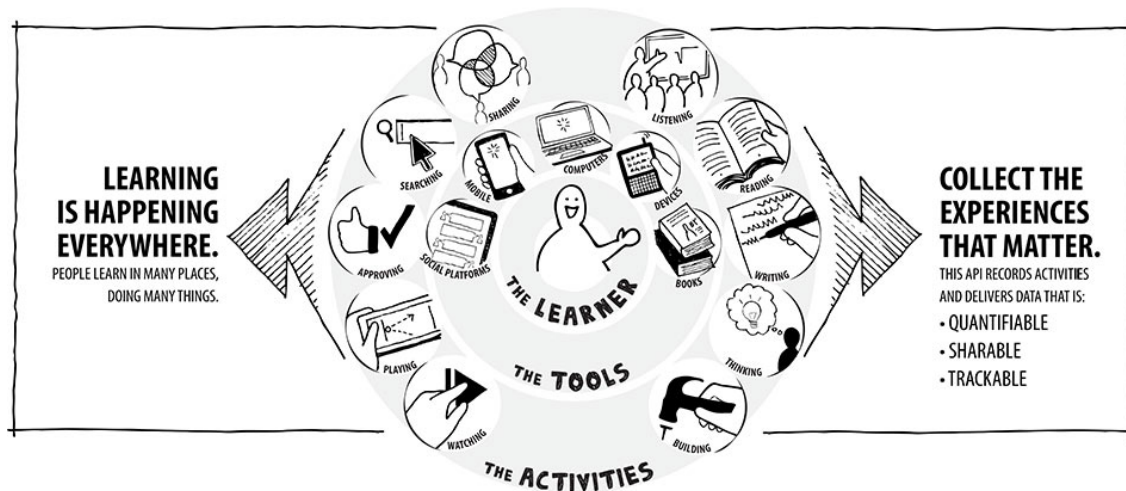 LEARNING
IS HAPPENING
EVERYWHERE.
PEOPLE LEARN IN MANY PLACES,
DOING MANY THINGS.
SHARING
LISTENING
SEARCHING
MOBILE
COMPUTERS
DEVICES
READING
APPROVING
SOCIAL PLATFORMS
BOOKS
WRITING
THE LEARNER
PLAYING
THINKING
THE TOOLS
WATCHING
BUILDING
THE ACTIVITIES
COLLECT THE
EXPERIENCES
THAT MATTER.
THIS API RECORDS ACTIVITIES
AND DELIVERS DATA THAT IS:
• QUANTIFIABLE
• SHARABLE
• TRACKABLE